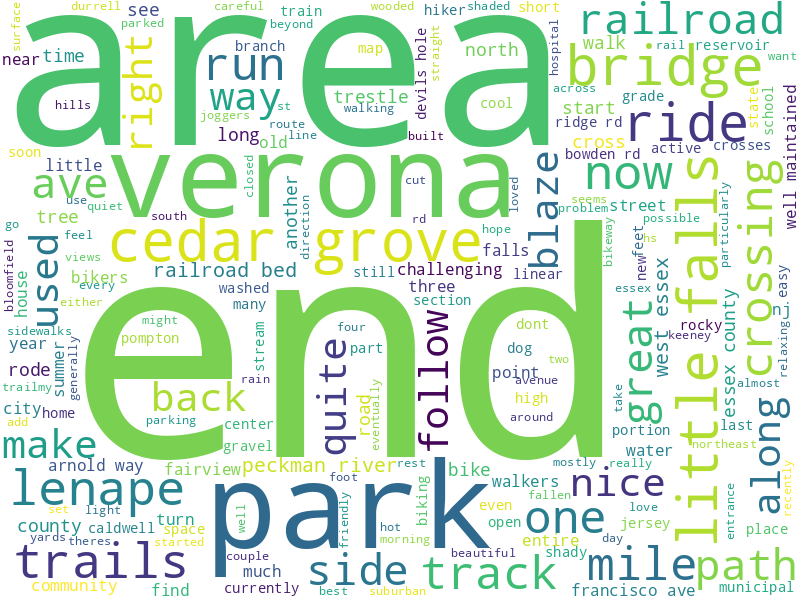 area
end
verona
park
cedar grove
little falls
bridge
railroad
ride
run
way
right
see
time
near
surface
durrell
parked
careful
wooded
shaded
short
train
hiker
beyond
branch
map
north
walk
reservoir
rail
want
hills
trestle
devils hole
straight
hospital
across
grade
state
school
joggers
st
walking
cool
start
ridge rd
long
old
route
line
built
cross
active
crosses
well maintained
soon
little
closed
cut
loved
bowden rd
now
ave
tree
use
quiet
another
direction
rd
blaze
seems
problem
street
possible
particularly
crossing
go
feel
south
hope
falls
bikeway
hs
bloomfield
house
used
views
every
bikers
either
railroad bed
still
challenging
linear
new
feet
essex
nj
easy
washed
many
three
section
great
west essex
essex county
rocky
keeney
relaxing
sidewalks
year
summer
generally
might
pompton
stream
four
part
quite
follow
dont
dog
point
two
rode
trailmy
city
home
back
rain
road
eventually
high
avenue
around
take
almost
last
portion
northeast
add
make
parking
center
gravel
along
arnold way
fairview
peckman river
rest
bike
walkers
mostly
really
water
recently
lenape
foot
biking
even
fallen
nice
love
entrance
set
light
county
caldwell
turn
space
well
friendly
hot
open
one
jersey
place
yards
theres
started
morning
entire
shady
day
trails
couple
beautiful
side
track
mile
path
community
find
much
currently
best
suburban
francisco ave
municipal